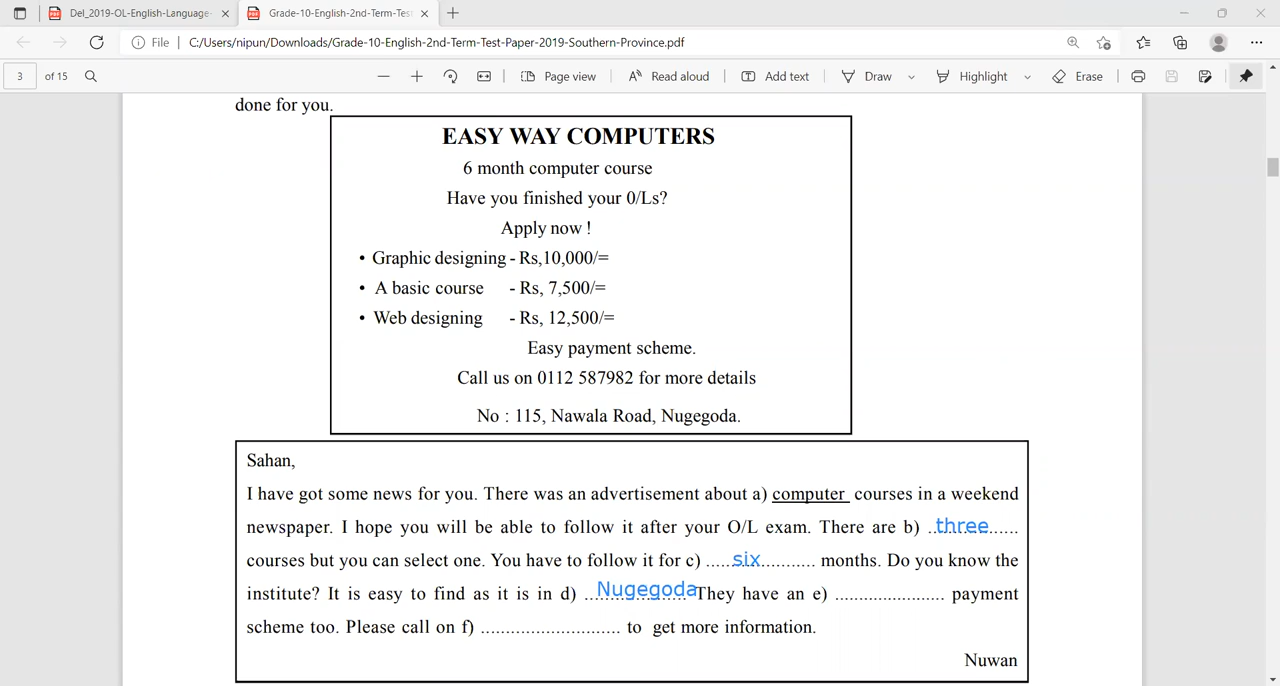 Del_2019-OL-English-Language-
Grade-10-English-2nd-Term-Test
File | C:/Users/nipun/Downloads/Grade-10-English-2nd-Term-Test-Paper-2019-Southern-Province.pdf
3 of 15 Page view Read aloud Add text Draw Highlight Erase
done for you.
EASY WAY COMPUTERS
6 month computer course
Have you finished your 0/Ls?
Apply now !
• Graphic designing - Rs,10,000/=
• A basic course - Rs, 7,500/=
• Web designing - Rs, 12,500/=
Easy payment scheme.
Call us on 0112 587982 for more details
No : 115, Nawala Road, Nugegoda.
Sahan,
I have got some news for you. There was an advertisement about a) computer courses in a weekend
newspaper. I hope you will be able to follow it after your O/L exam. There are b) ..three......
courses but you can select one. You have to follow it for c) .....six........... months. Do you know the
institute? It is easy to find as it is in d) ..Nugegoda They have an e) ...................... payment
scheme too. Please call on f) ............................ to get more information.
Nuwan